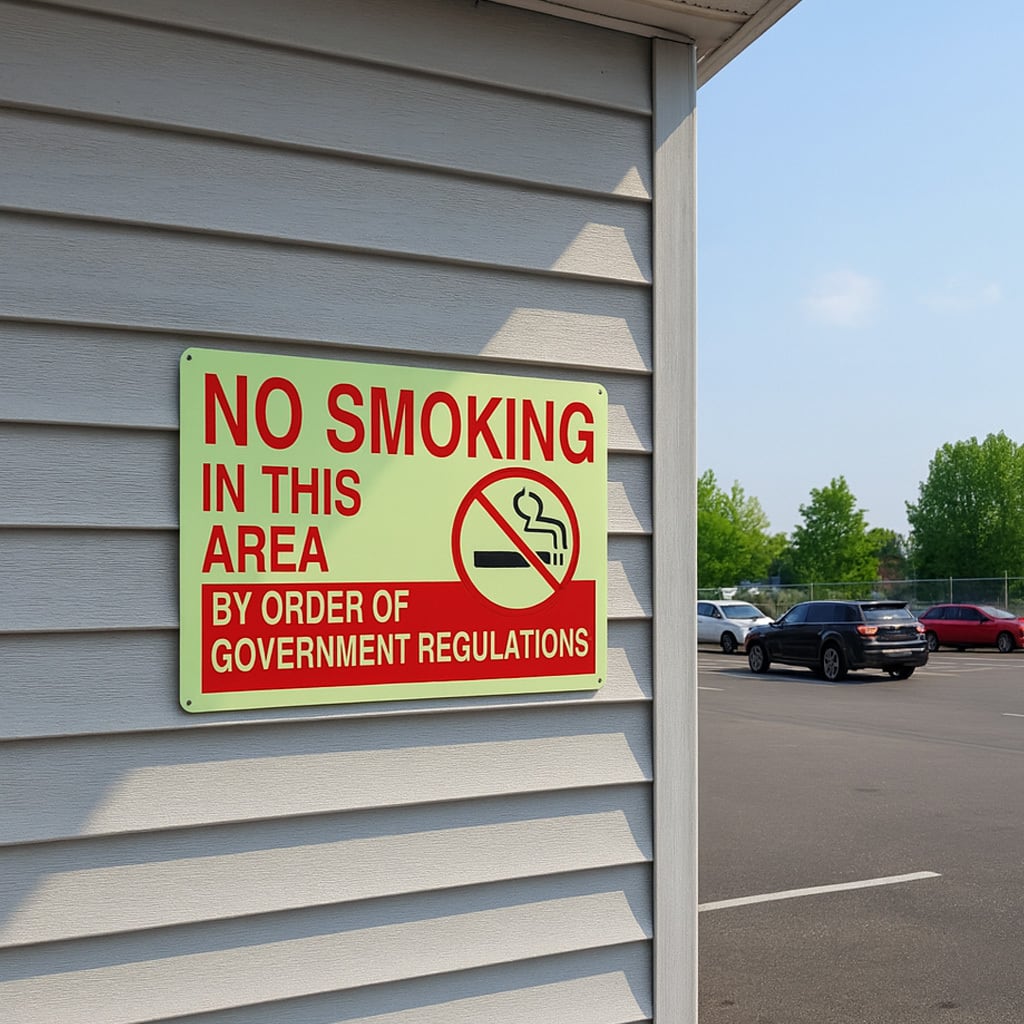 NO SMOKING
IN THIS
AREA
BY ORDER OF
GOVERNMENT REGULATIONS